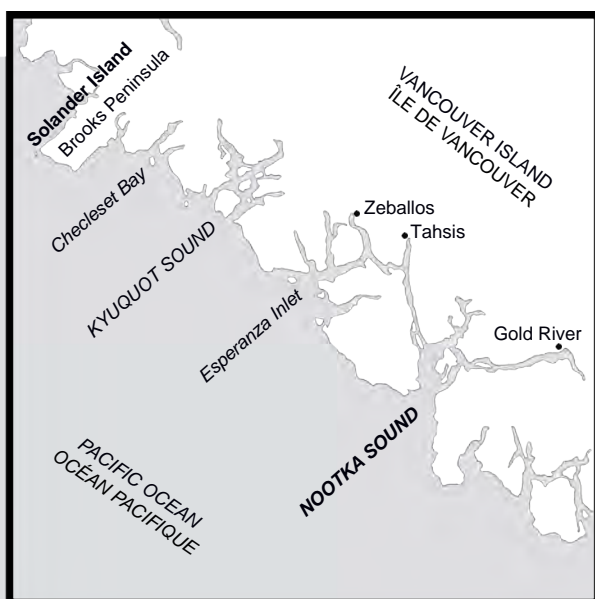 Solander Island
Brooks Peninsula
VANCOUVER ISLAND
ÎLE DE VANCOUVER
Checleset Bay
Zeballos
Tahsis
KYUQUOT SOUND
Esperanza Inlet
Gold River
NOOTKA SOUND
PACIFIC OCEAN
OCÉAN PACIFIQUE